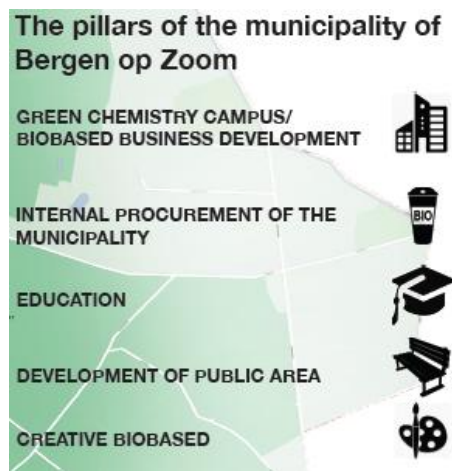 The pillars of the municipality of
Bergen op Zoom
GREEN CHEMISTRY CAMPUS/
BIOBASED BUSINESS DEVELOPMENT
INTERNAL PROCUREMENT OF THE
MUNICIPALITY
BIO
EDUCATION
DEVELOPMENT OF PUBLIC AREA
CREATIVE BIOBASED